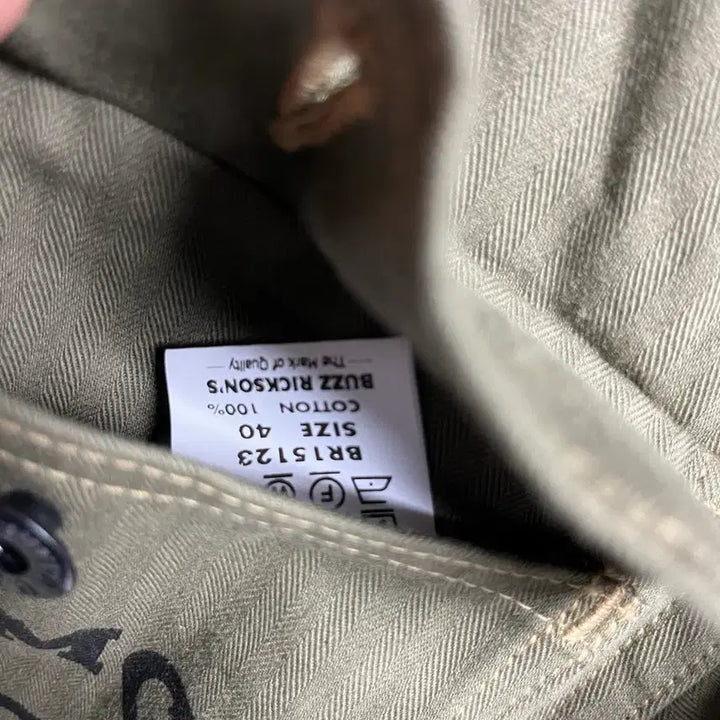 BR15123
SIZE 40
COTTON 100%
BUZZ RICKSON'S
The Mark of Quality